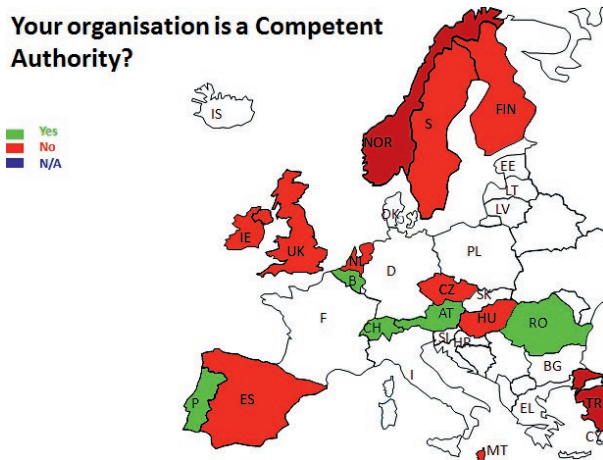 Your organisation is a Competent
Authority?
Yes
No
N/A
IS
FIN
S
NOR
EE
LT
LV
DK
IE
UK
NL
PL
B
D
CZ
SK
F
CH
AT
HU
RO
SI
HR
BG
I
P
ES
EL
TR
MT
CY